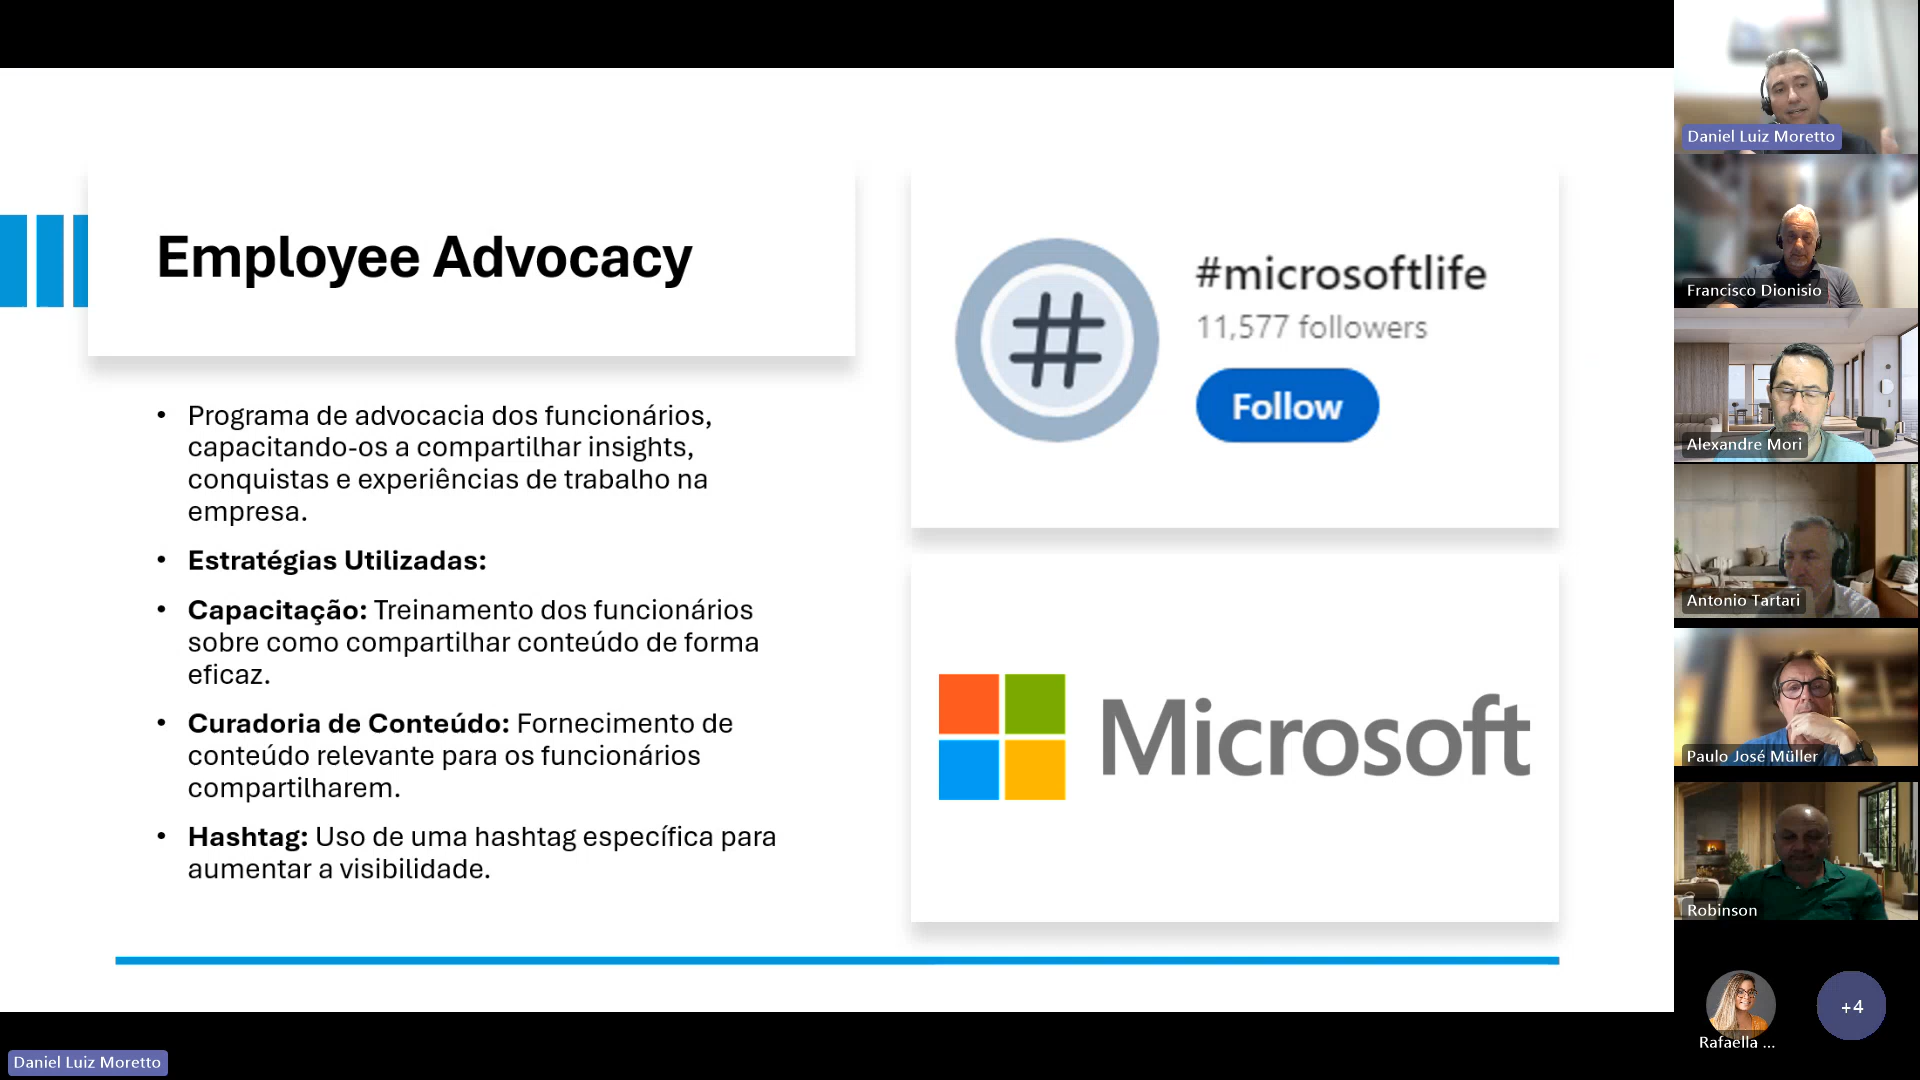 Employee Advocacy
• Programa de advocacia dos funcionários,
capacitando-os a compartilhar insights,
conquistas e experiências de trabalho na
empresa.
• Estratégias Utilizadas:
• Capacitação: Treinamento dos funcionários
sobre como compartilhar conteúdo de forma
eficaz.
• Curadoria de Conteúdo: Fornecimento de
conteúdo relevante para os funcionários
compartilharem.
• Hashtag: Uso de uma hashtag específica para
aumentar a visibilidade.
#
#microsoftlife
11,577 followers
Follow
Microsoft
Daniel Luiz Moretto
Francisco Dionisio
Alexandre Mori
Antonio Tartari
Paulo José Müller
Robinson
Rafaella ...
+4
Daniel Luiz Moretto